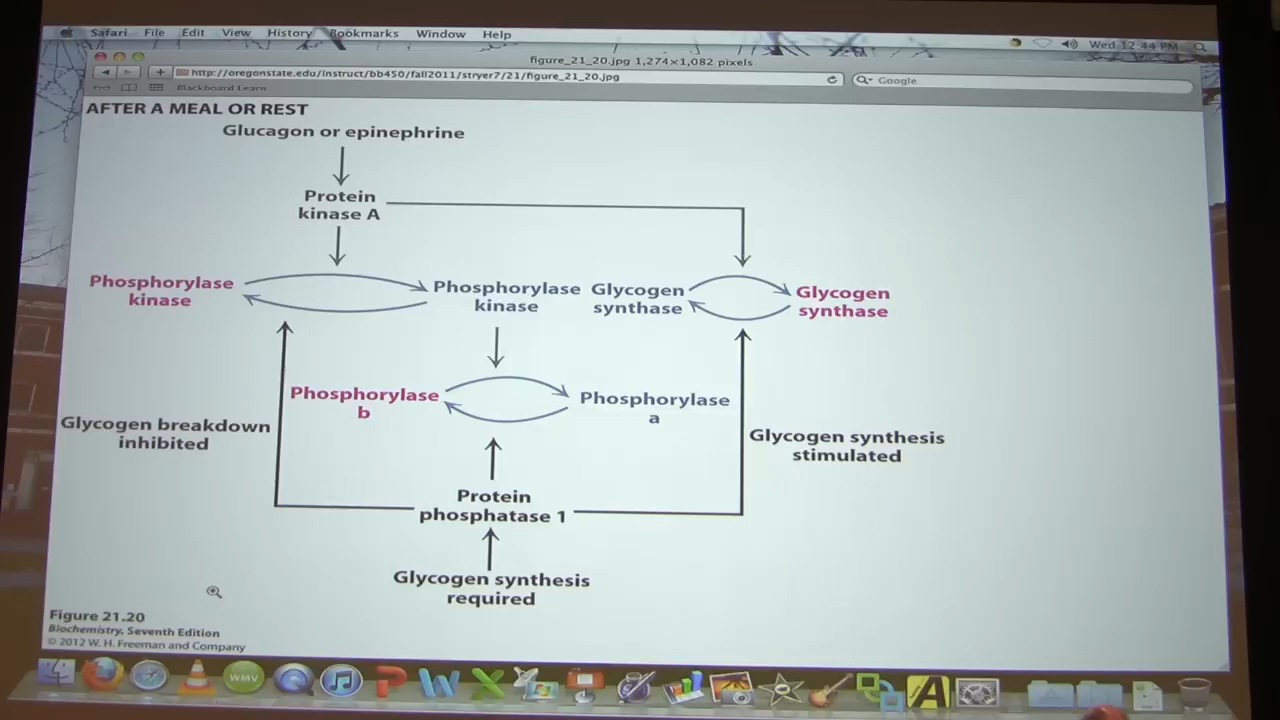 Safari File Edit View History Bookmarks Window Help Wed 12:44 PM
figure_21_20.jpg 1,274×1,082 pixels
http://oregonstate.edu/instruct/bb450/fall2011/stryer7/21/figure_21_20.jpg Google
Blackboard Learn
AFTER A MEAL OR REST
Glucagon or epinephrine
Protein
kinase A
Phosphorylase
kinase
Phosphorylase
kinase
Glycogen
synthase
Glycogen
synthase
Phosphorylase
b
Phosphorylase
a
Glycogen breakdown
inhibited
Glycogen synthesis
stimulated
Protein
phosphatase 1
Glycogen synthesis
required
Figure 21.20
Biochemistry, Seventh Edition
© 2012 W. H. Freeman and Company
WMV
P W X
A